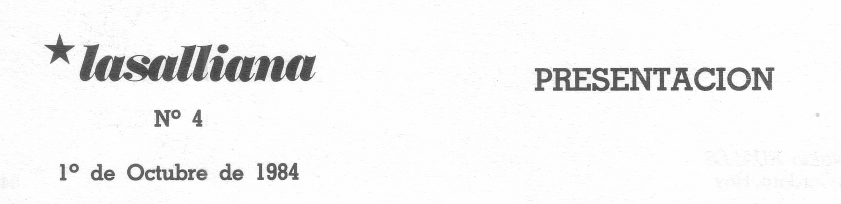 ★lasalliana
Nº 4
1º de Octubre de 1984
PRESENTACION